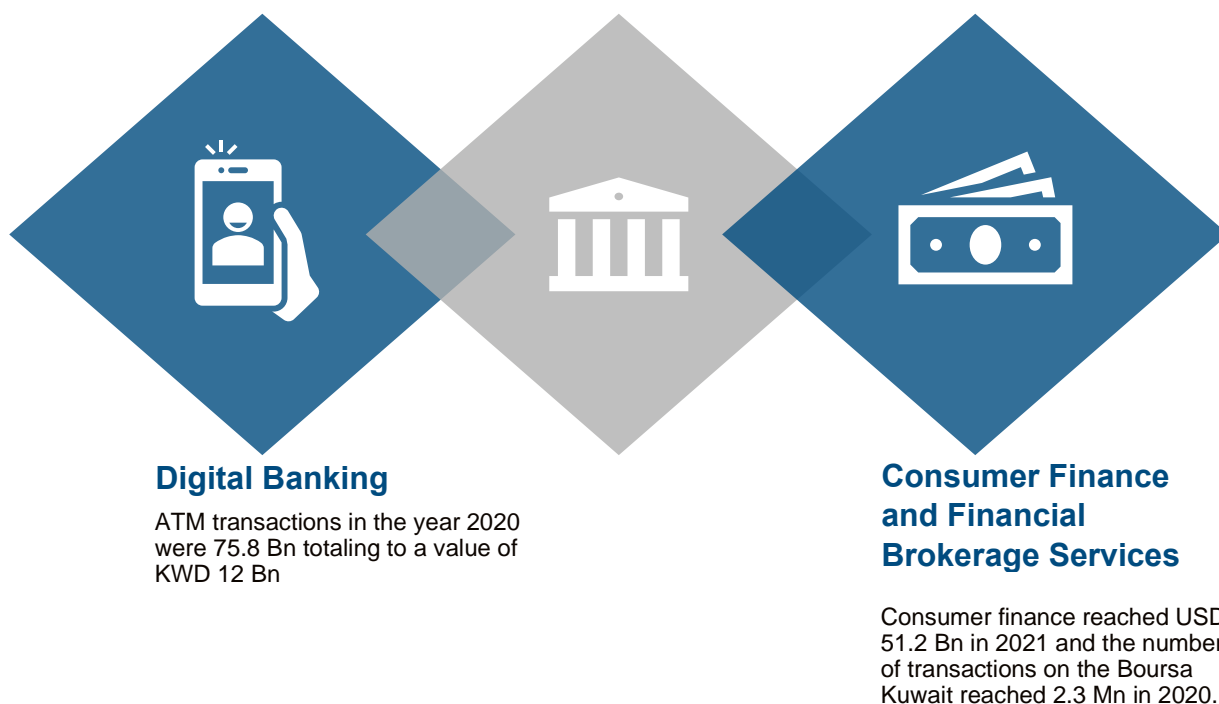 Digital Banking
ATM transactions in the year 2020
were 75.8 Bn totaling to a value of
KWD 12 Bn
Consumer Finance
and Financial
Brokerage Services
Consumer finance reached USD
51.2 Bn in 2021 and the number
of transactions on the Boursa
Kuwait reached 2.3 Mn in 2020.